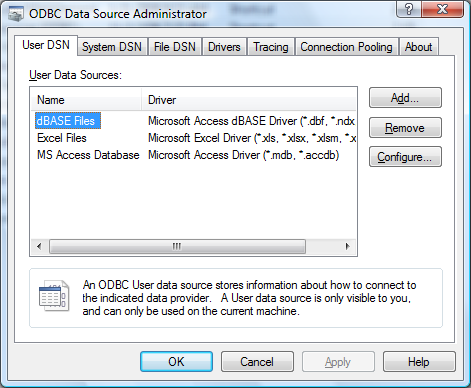 ODBC Data Source Administrator
User DSN System DSN File DSN Drivers Tracing Connection Pooling About
User Data Sources:
Name Driver
dBASE Files Microsoft Access dBASE Driver (*.dbf, *.ndx
Excel Files Microsoft Excel Driver (*.xls, *.xlsx, *.xlsm, *.x
MS Access Database Microsoft Access Driver (*.mdb, *.accdb)
Add...
Remove
Configure...
An ODBC User data source stores information about how to connect to
the indicated data provider. A User data source is only visible to you,
and can only be used on the current machine.
OK Cancel Apply Help